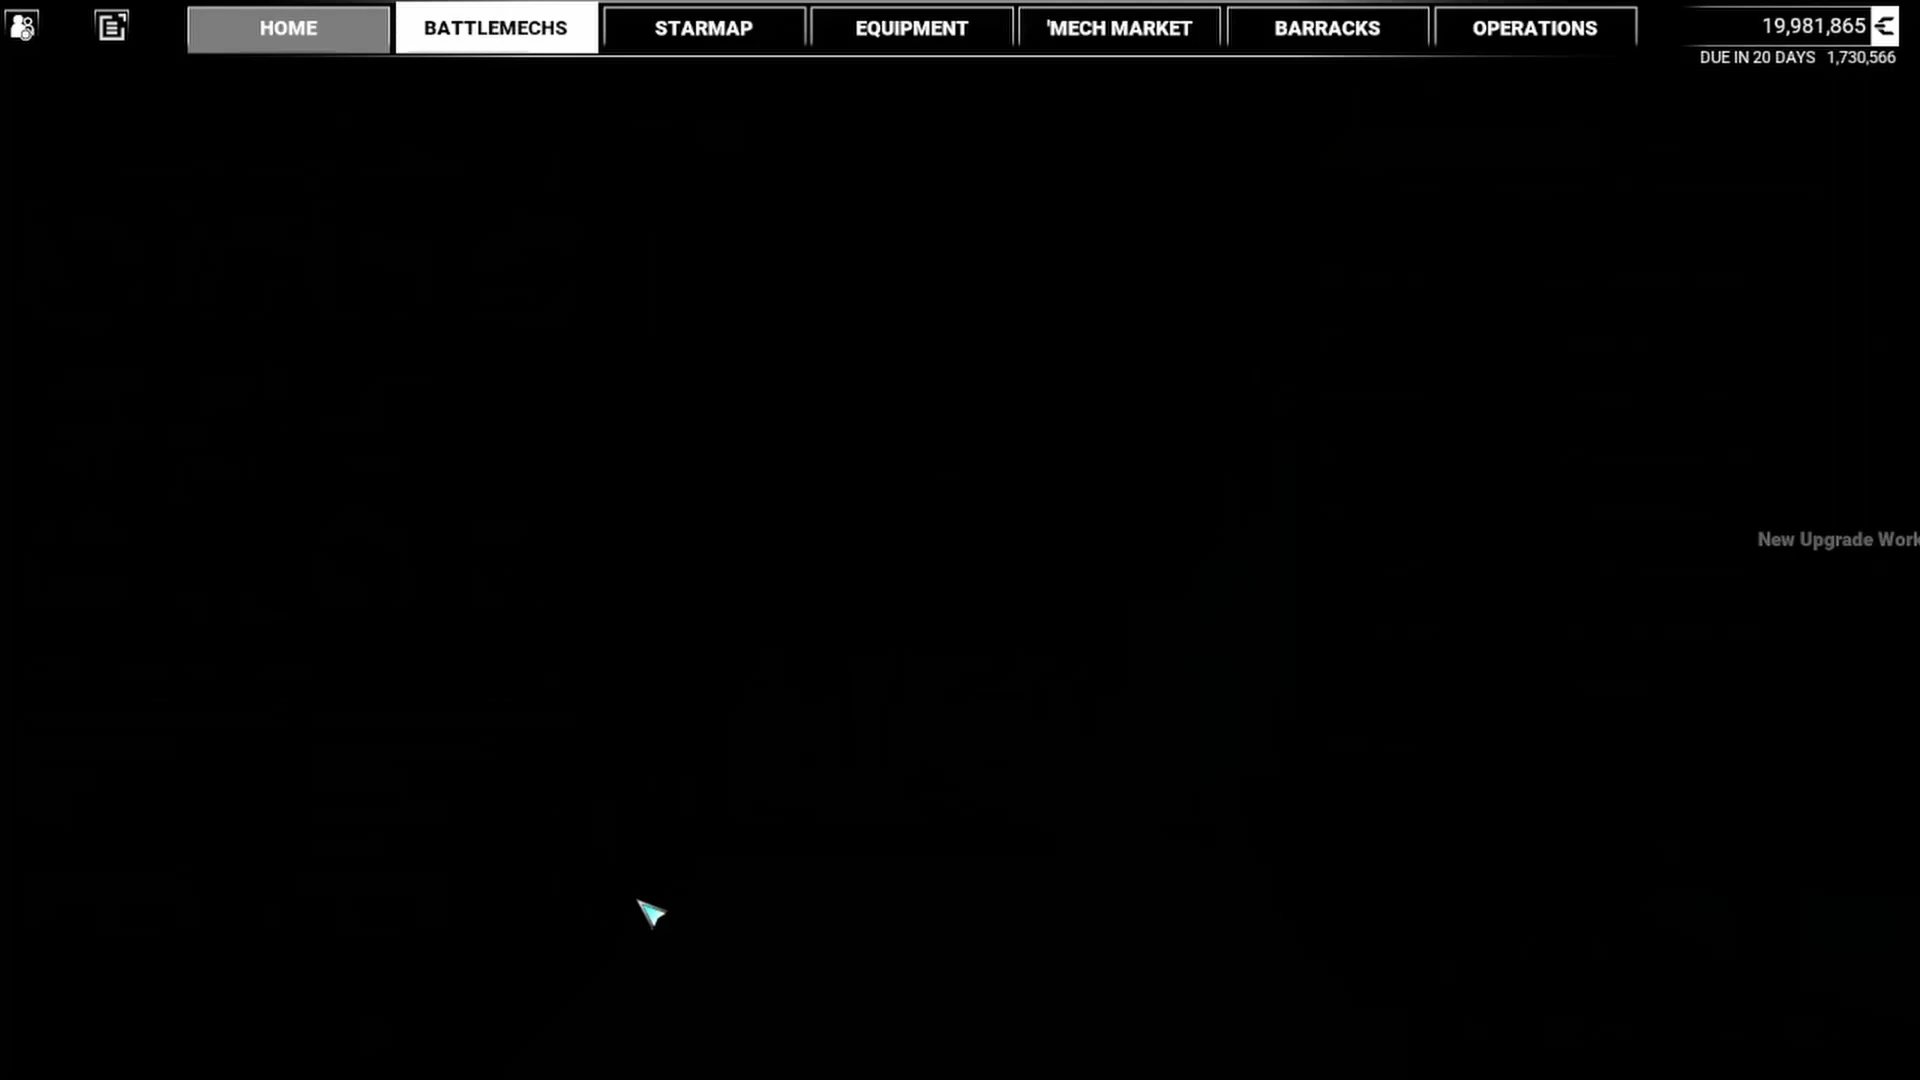 HOME
BATTLEMECHS
STARMAP
EQUIPMENT
'MECH MARKET
BARRACKS
OPERATIONS
19,981,865
DUE IN 20 DAYS 1,730,566
New Upgrade Work